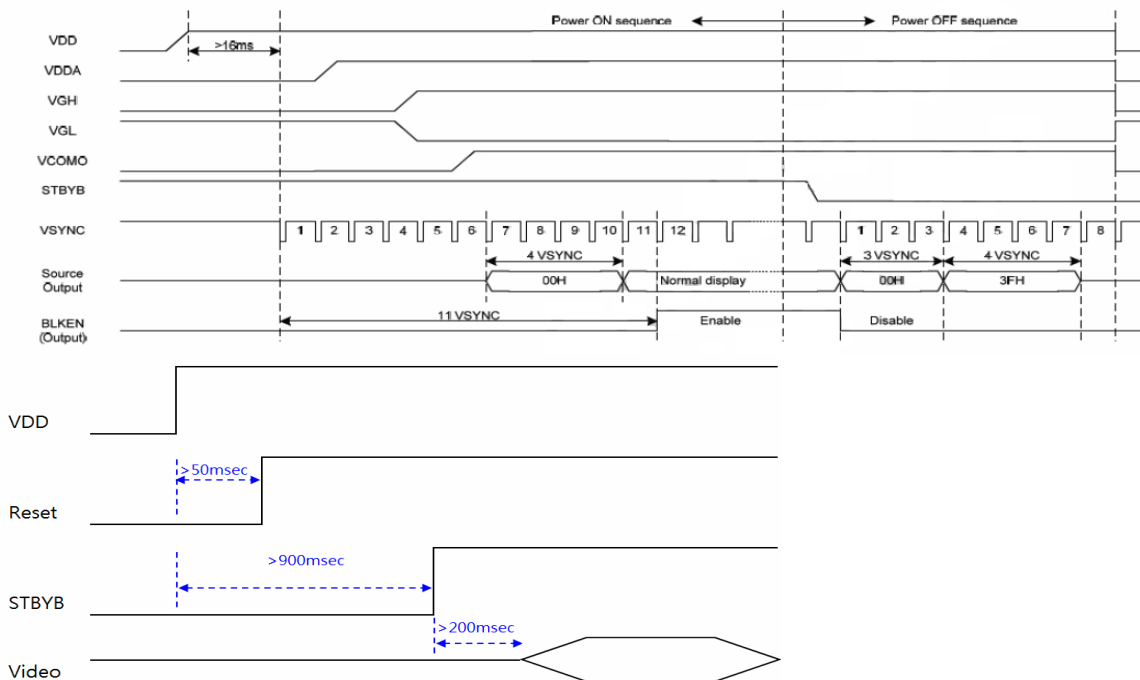 Power ON sequence Power OFF sequence
VDD
>16ms
VDDA
VGH
VGL
VCOMO
STBYB
VSYNC 1 2 3 4 5 6 7 8 9 10 11 12 1 2 3 4 5 6 7 8
4 VSYNC 3 VSYNC 4 VSYNC
Source
Output
00H Normal display 00H 3FH
11 VSYNC
BLKEN
(Output)
Enable Disable
VDD
>50msec
Reset
>900msec
STBYB
>200msec
Video